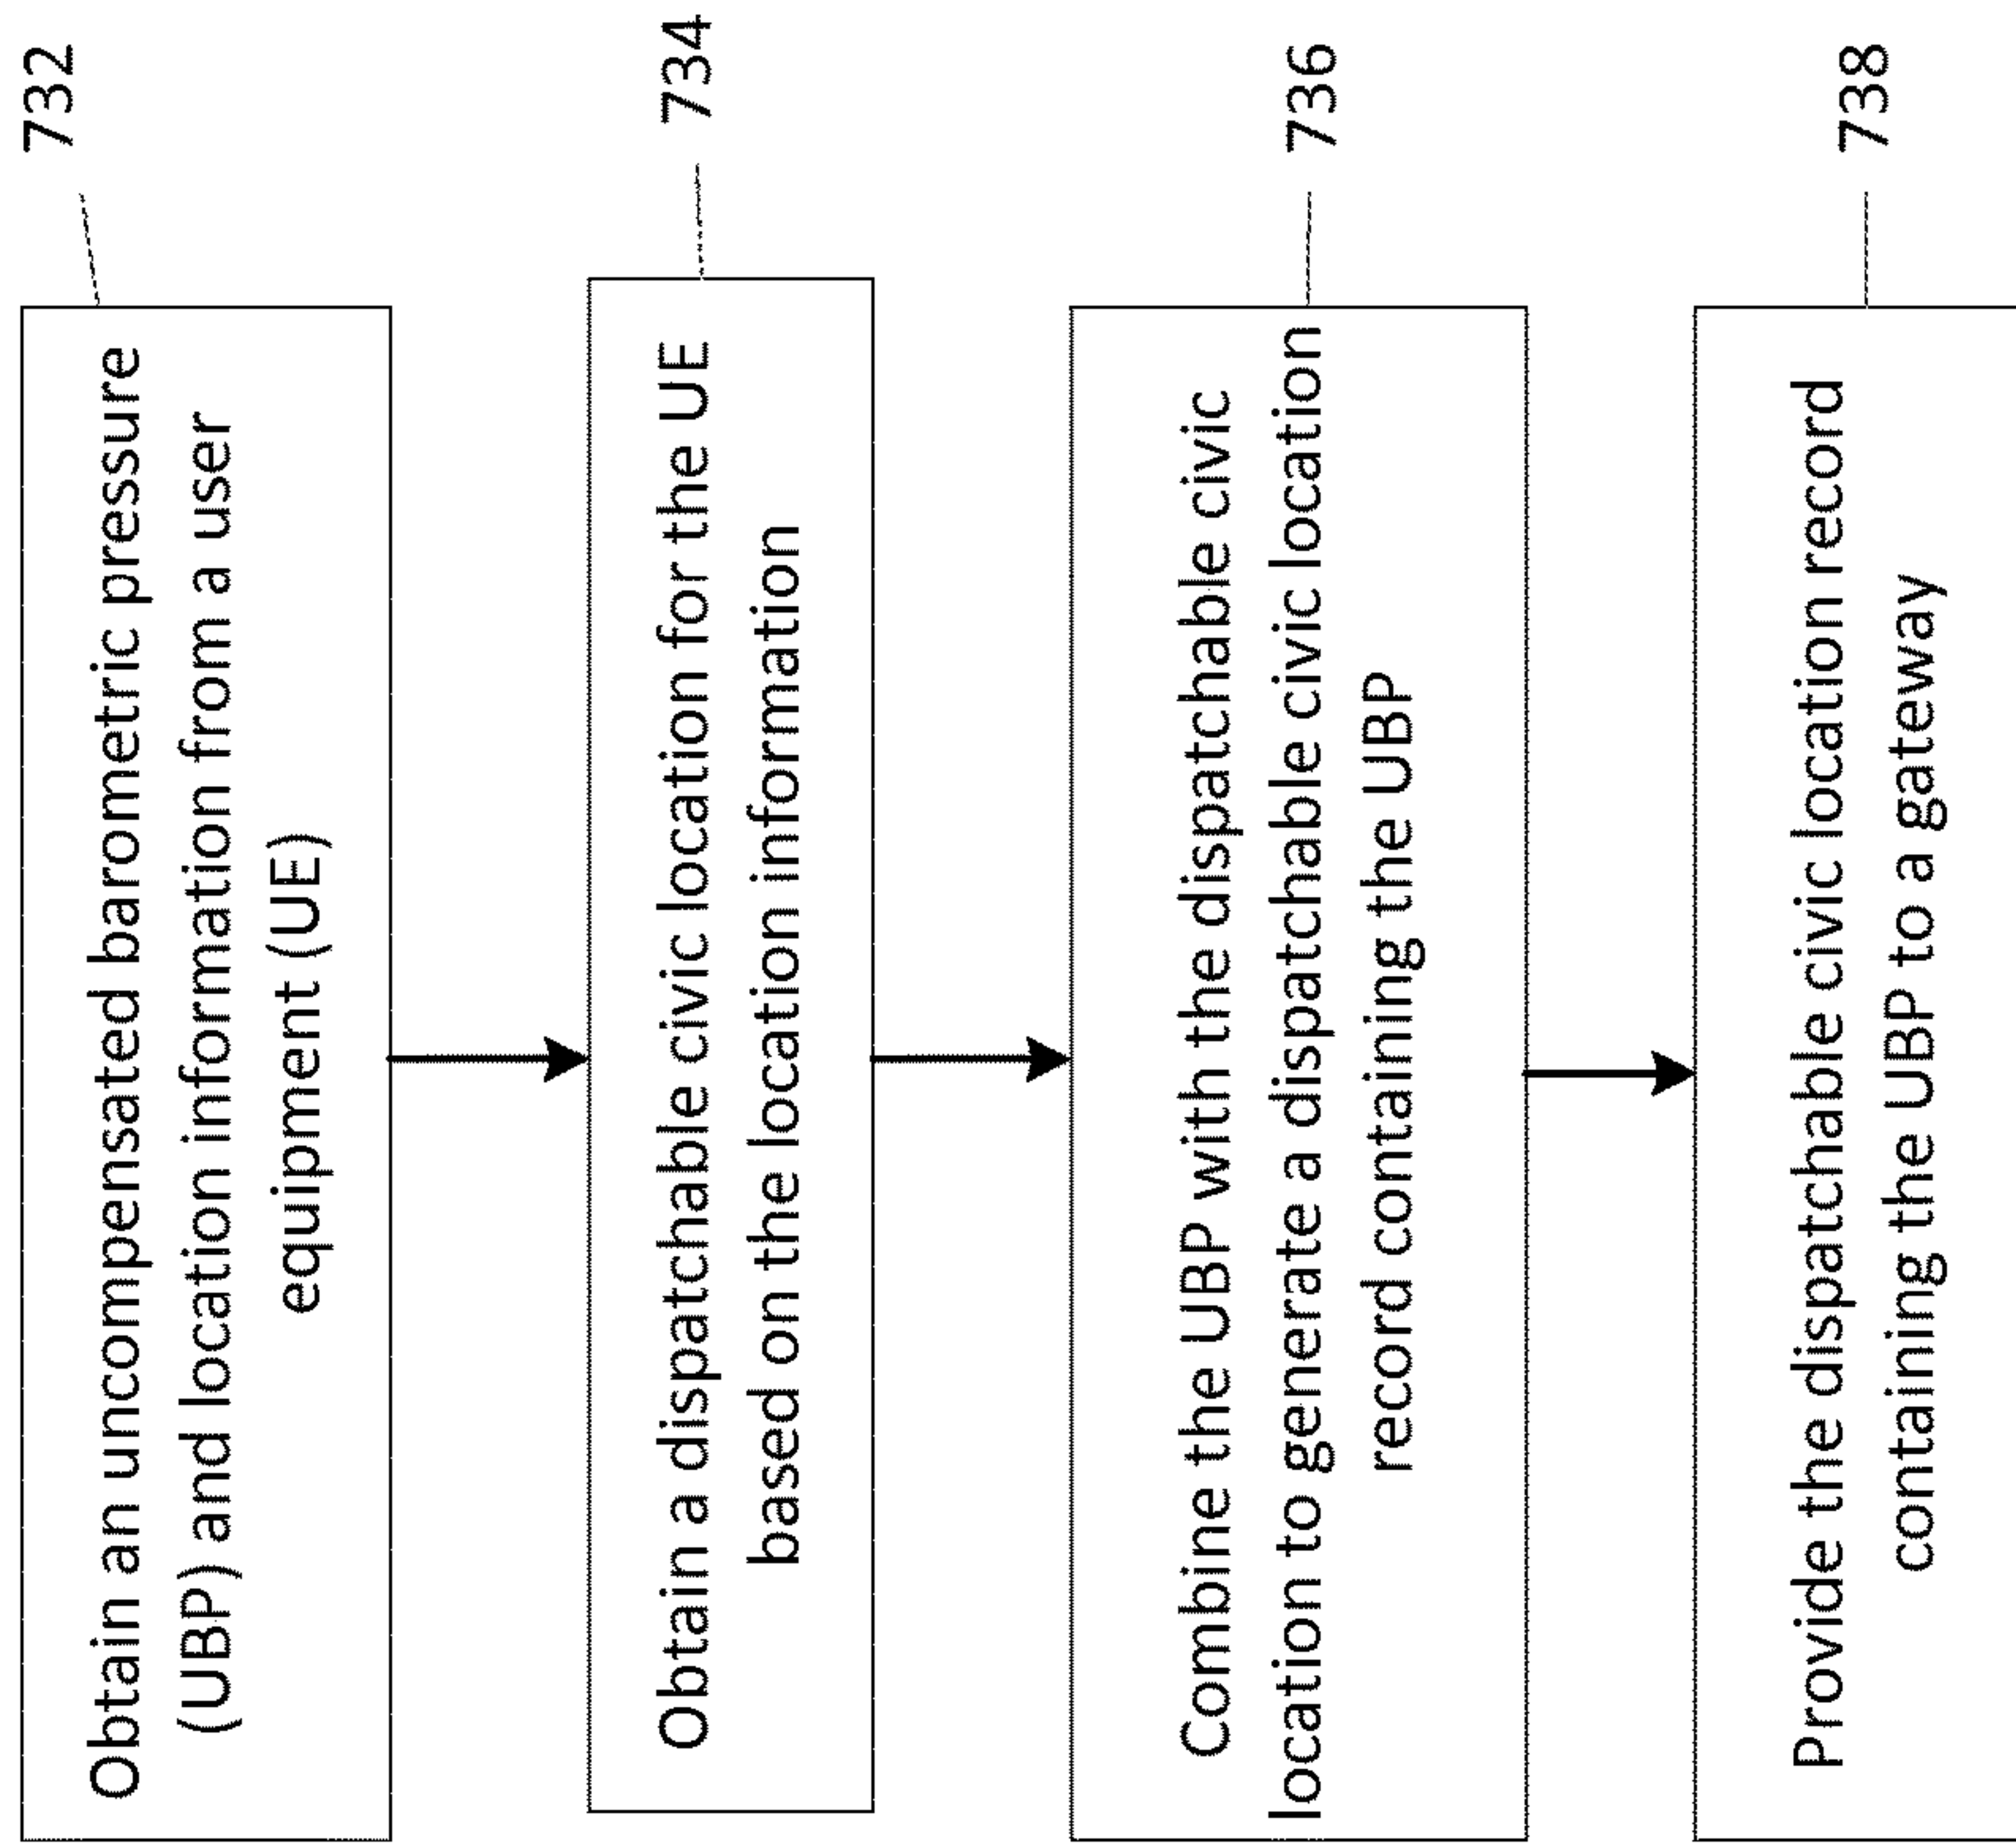 732
Obtain an uncompensated barometric pressure
(UBP) and location information from a user
equipment (UE)
734
Obtain a dispatchable civic location for the UE
based on the location information
736
Combine the UBP with the dispatchable civic
location to generate a dispatchable civic location
record containing the UBP
738
Provide the dispatchable civic location record
containing the UBP to a gateway